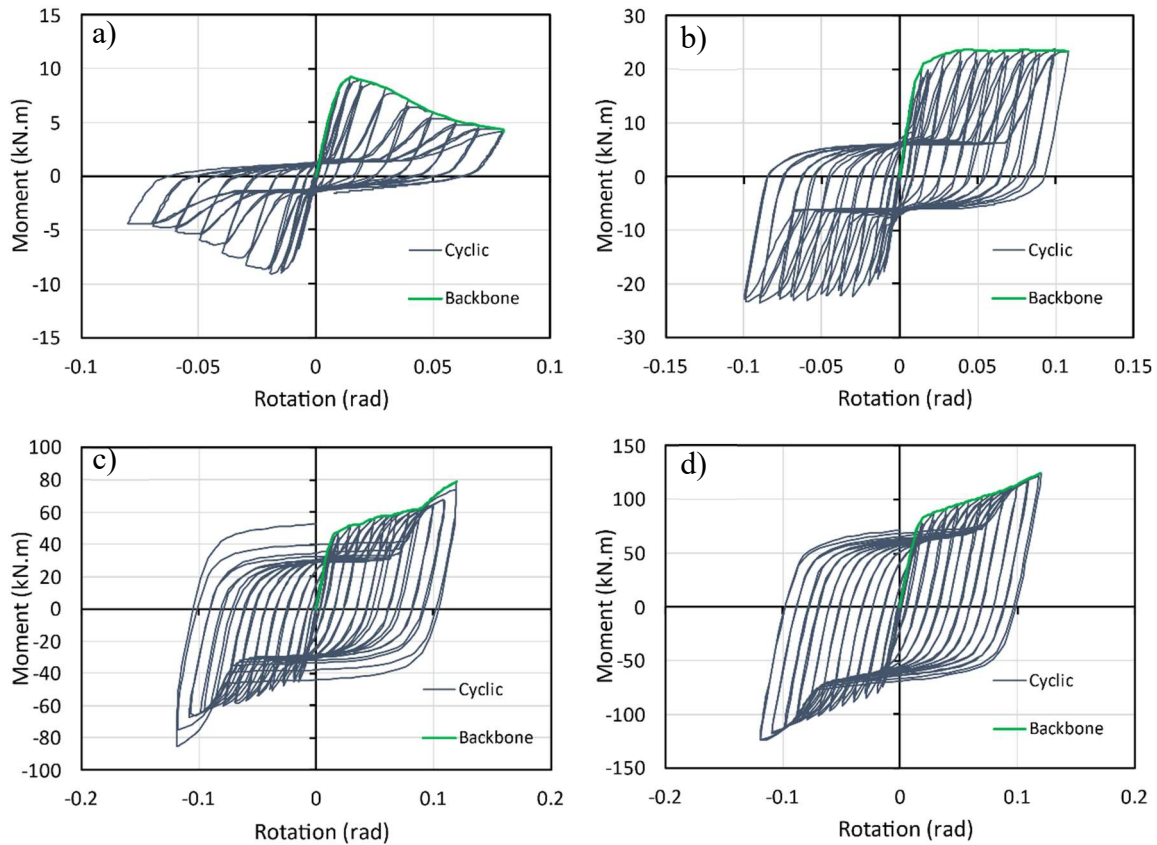 a)
15
10
5
0
-5
-10
-15
-0.1
-0.05
0
0.05
0.1
Moment (kN.m)
Rotation (rad)
Cyclic
Backbone
b)
30
20
10
0
-10
-20
-30
-0.15
-0.1
-0.05
0
0.05
0.1
0.15
Moment (kN.m)
Rotation (rad)
Cyclic
Backbone
c)
100
80
60
40
20
0
-20
-40
-60
-80
-100
-0.2
-0.1
0
0.1
0.2
Moment (kN.m)
Rotation (rad)
Cyclic
Backbone
d)
150
100
50
0
-50
-100
-150
-0.2
-0.1
0
0.1
0.2
Moment (kN.m)
Rotation (rad)
Cyclic
Backbone